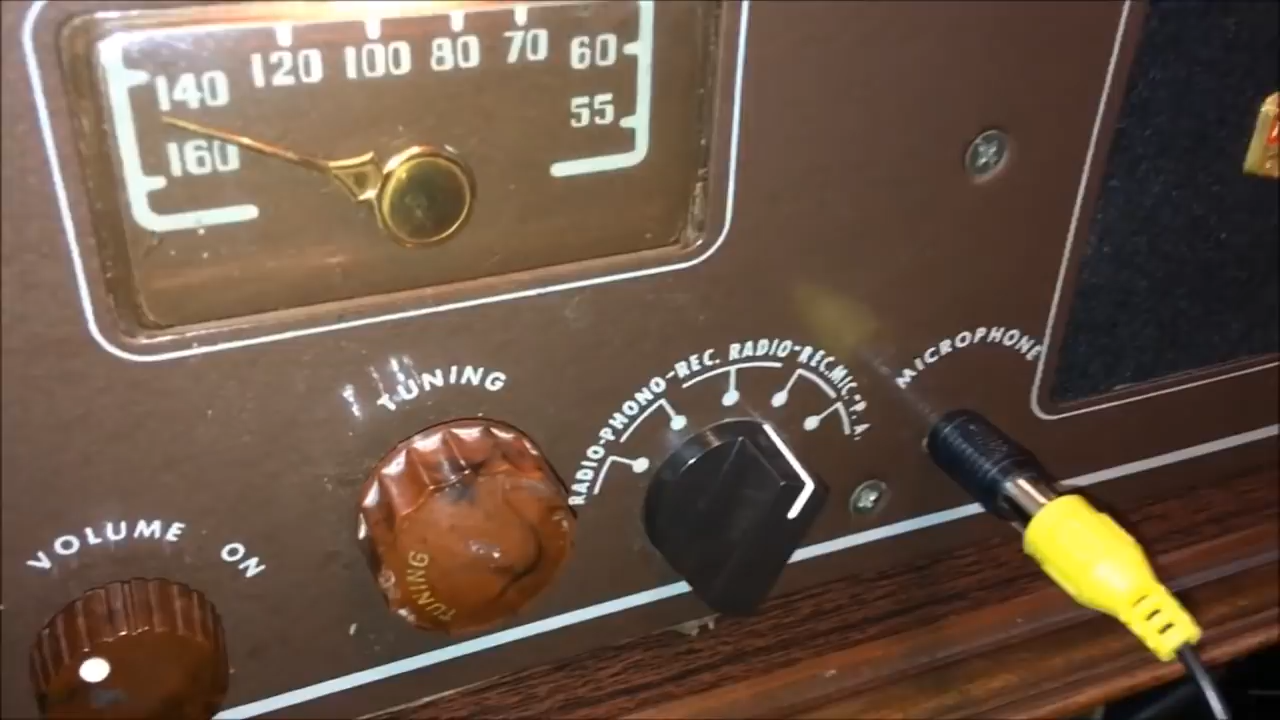 140 120 100 80 70 60
160 55
TUNING
RADIO-PHONO-REC. RADIO-REC.MIC.-P.A.
MICROPHONE
VOLUME ON
TUNING